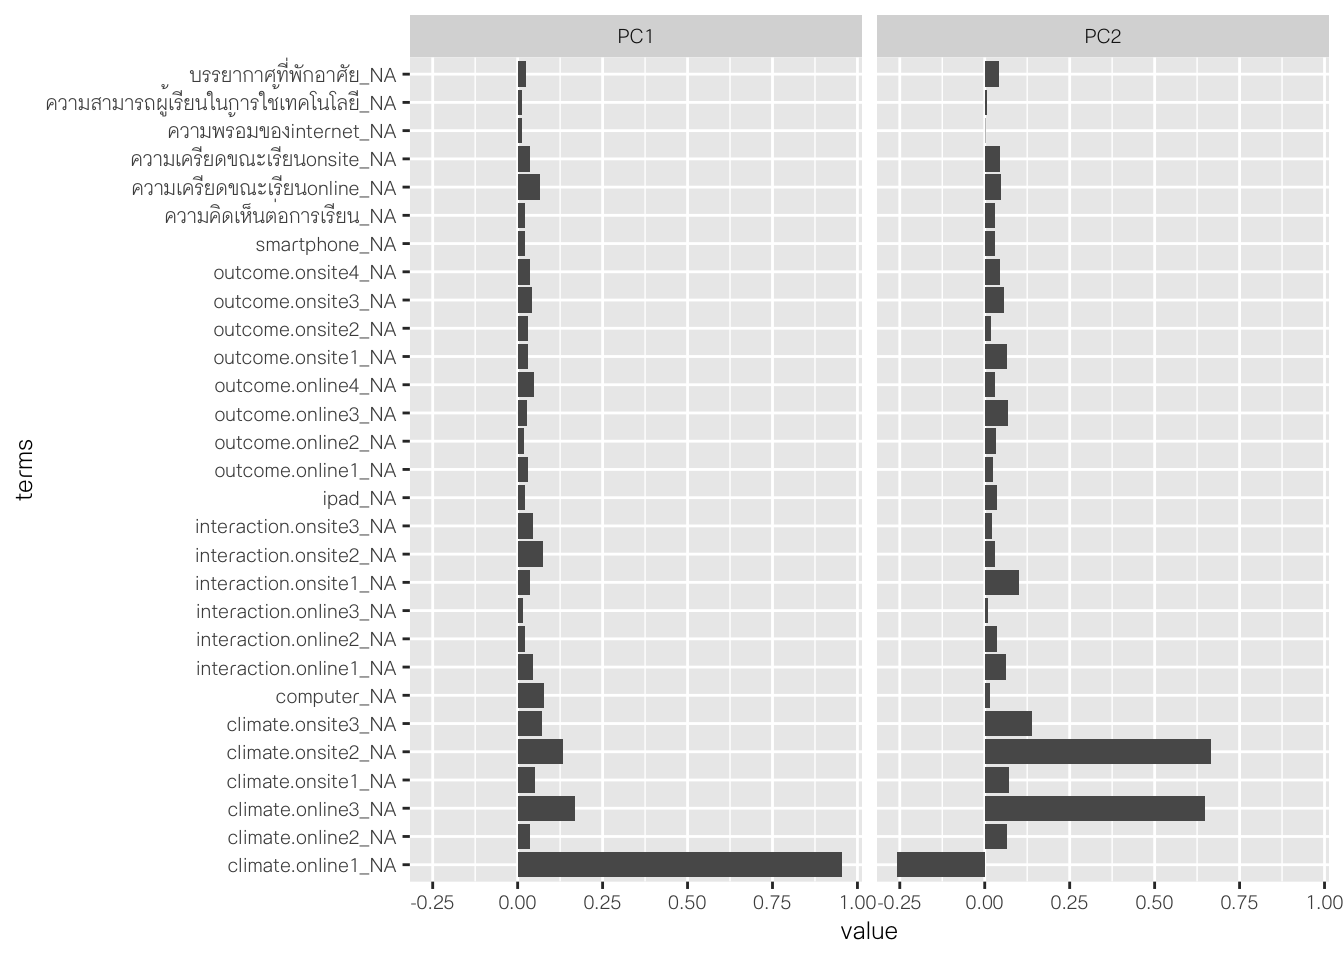 PC1
PC2
บรรยากาศที่พักอาศัย_NA
ความสามารถผู้เรียนในการใช้เทคโนโลยี_NA
ความพร้อมของinternet_NA
ความเครียดขณะเรียนonsite_NA
ความเครียดขณะเรียนonline_NA
ความคิดเห็นต่อการเรียน_NA
smartphone_NA
outcome.onsite4_NA
outcome.onsite3_NA
outcome.onsite2_NA
outcome.onsite1_NA
outcome.online4_NA
outcome.online3_NA
outcome.online2_NA
outcome.online1_NA
ipad_NA
interaction.onsite3_NA
interaction.onsite2_NA
interaction.onsite1_NA
interaction.online3_NA
interaction.online2_NA
interaction.online1_NA
computer_NA
climate.onsite3_NA
climate.onsite2_NA
climate.onsite1_NA
climate.online3_NA
climate.online2_NA
climate.online1_NA
terms
-0.25 0.00 0.25 0.50 0.75 1.00
-0.25 0.00 0.25 0.50 0.75 1.00
value